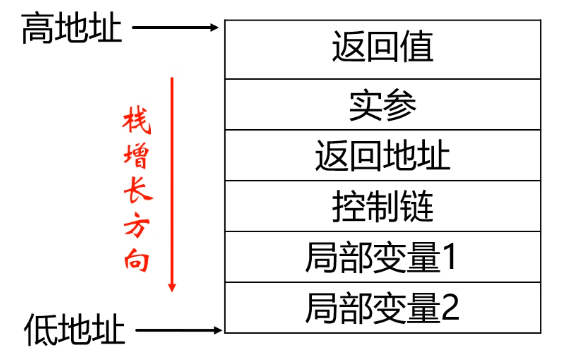 高地址
返回值
实参
返回地址
控制链
局部变量1
局部变量2
栈增长方向
低地址